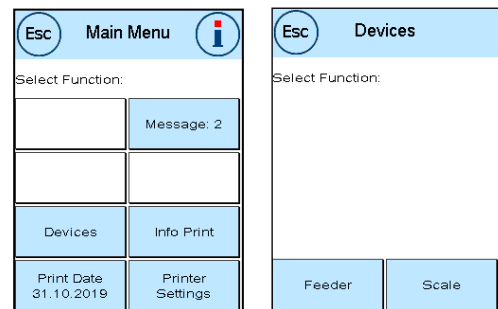 Esc Main Menu i
Select Function:
Message: 2
Devices Info Print
Print Date
31.10.2019
Printer
Settings
Esc Devices
Select Function:
Feeder Scale